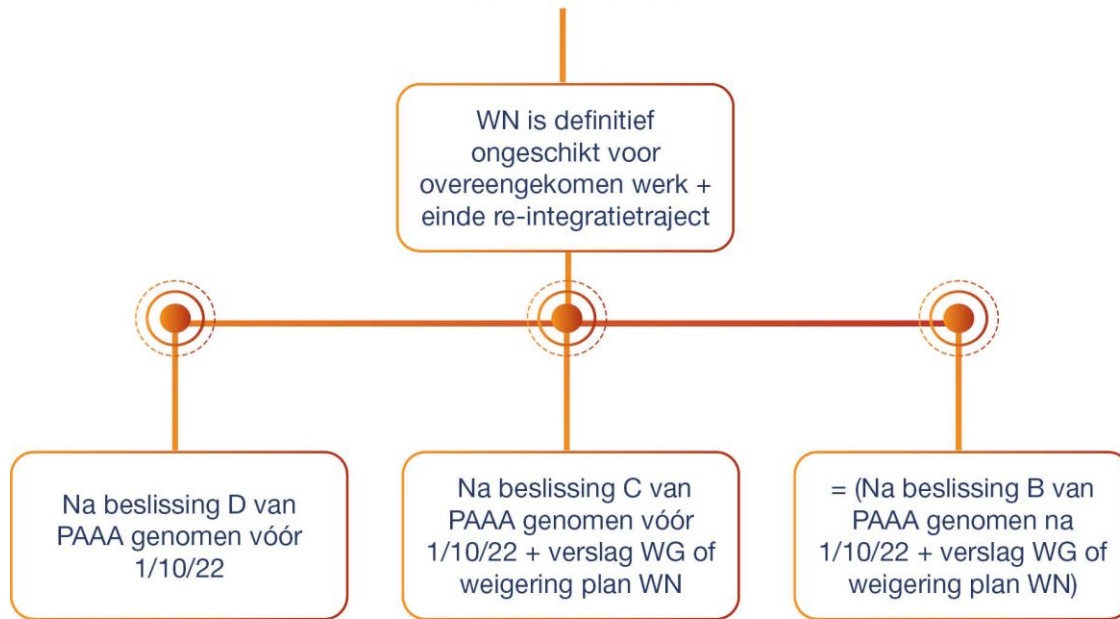 WN is definitief
ongeschikt voor
overeengekomen werk +
einde re-integratietraject
Na beslissing D van
PAAA genomen vóór
1/10/22
Na beslissing C van
PAAA genomen vóór
1/10/22 + verslag WG of
weigering plan WN
= (Na beslissing B van
PAAA genomen na
1/10/22 + verslag WG of
weigering plan WN)